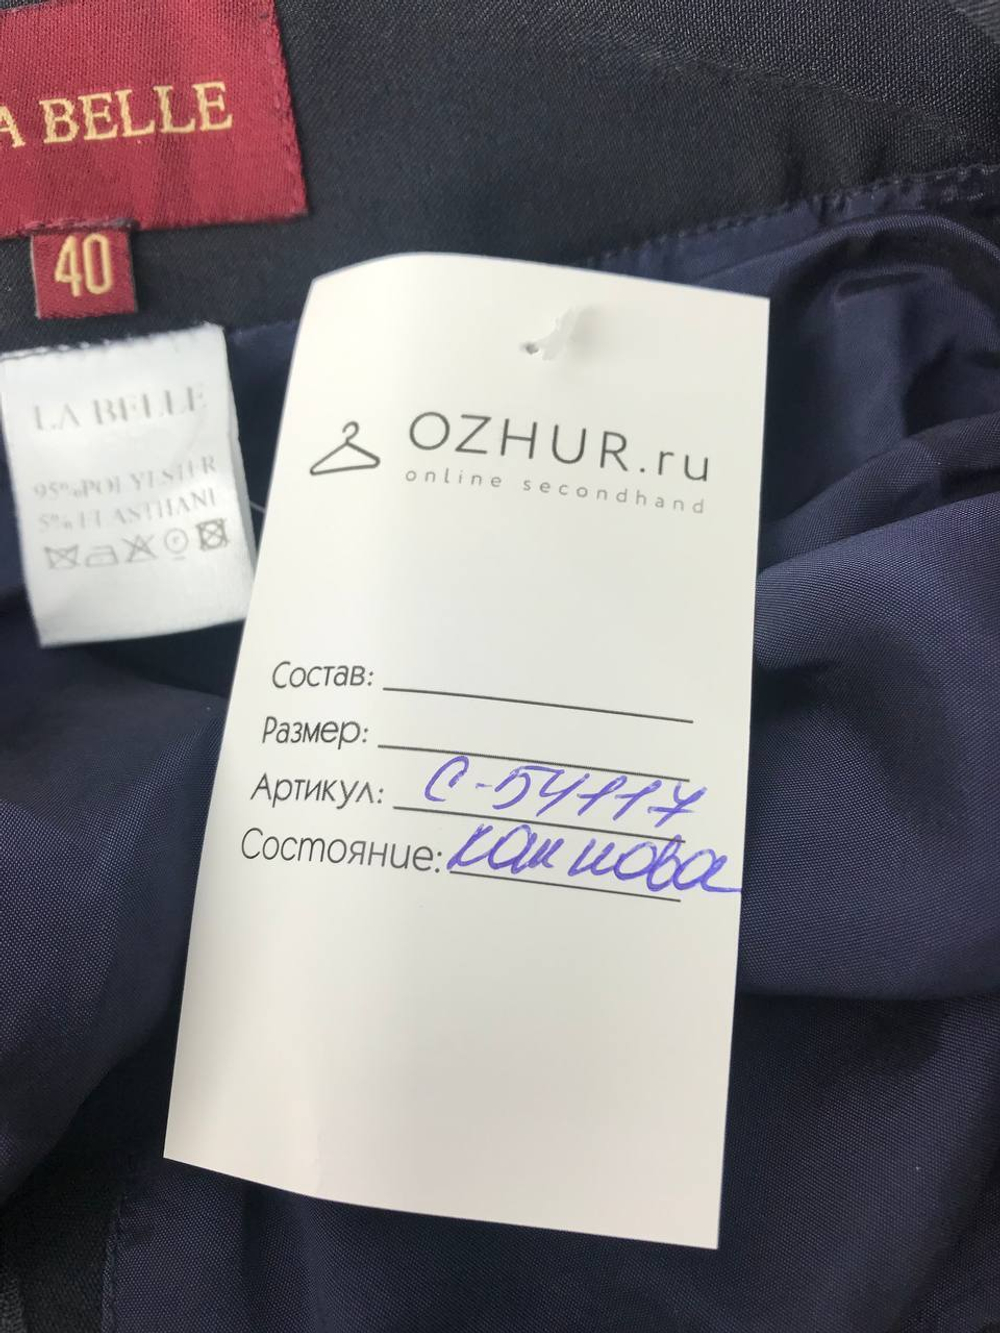 A BELLE
40
LA BELLE
95% POLYESTER
5% ELASTHANE
OZHUR.ru
online secondhand
Состав:
Размер:
Артикул: С-54117
Состояние: как нова